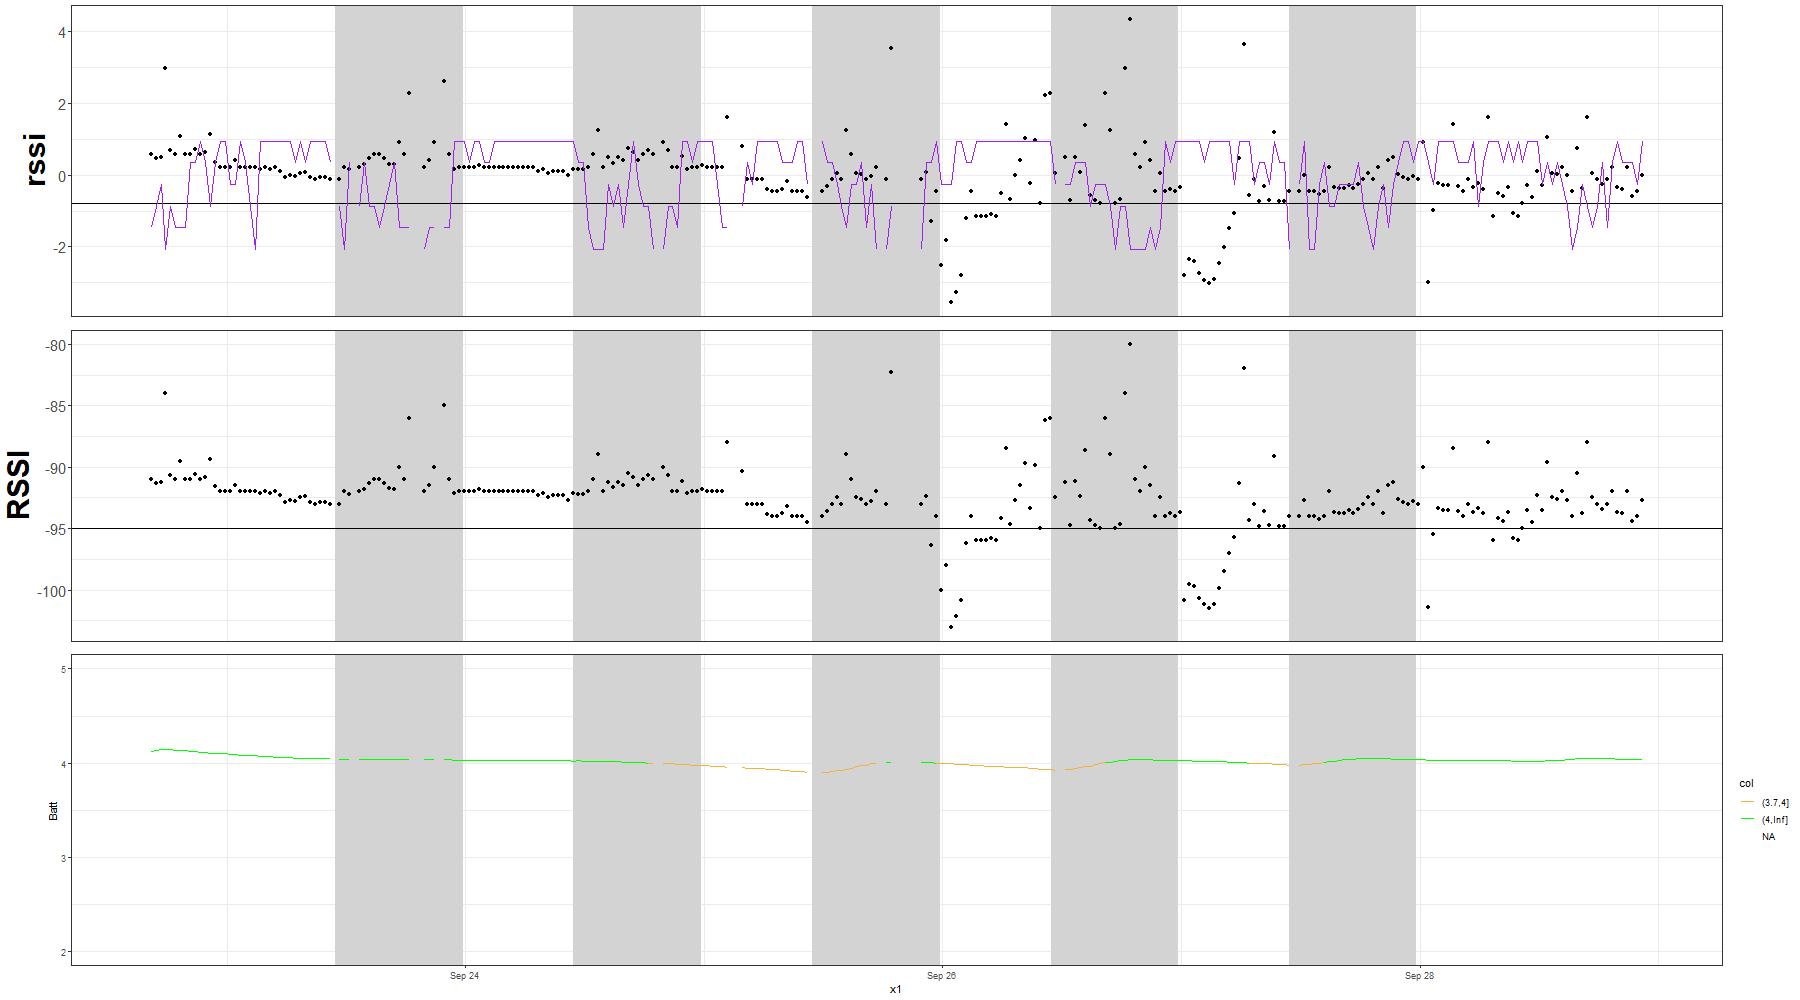 rssi
4
2
0
-2
RSSI
-80
-85
-90
-95
-100
Batt
5
4
3
2
Sep 24
Sep 26
Sep 28
x1
col
(3.7,4]
(4,Inf]
NA